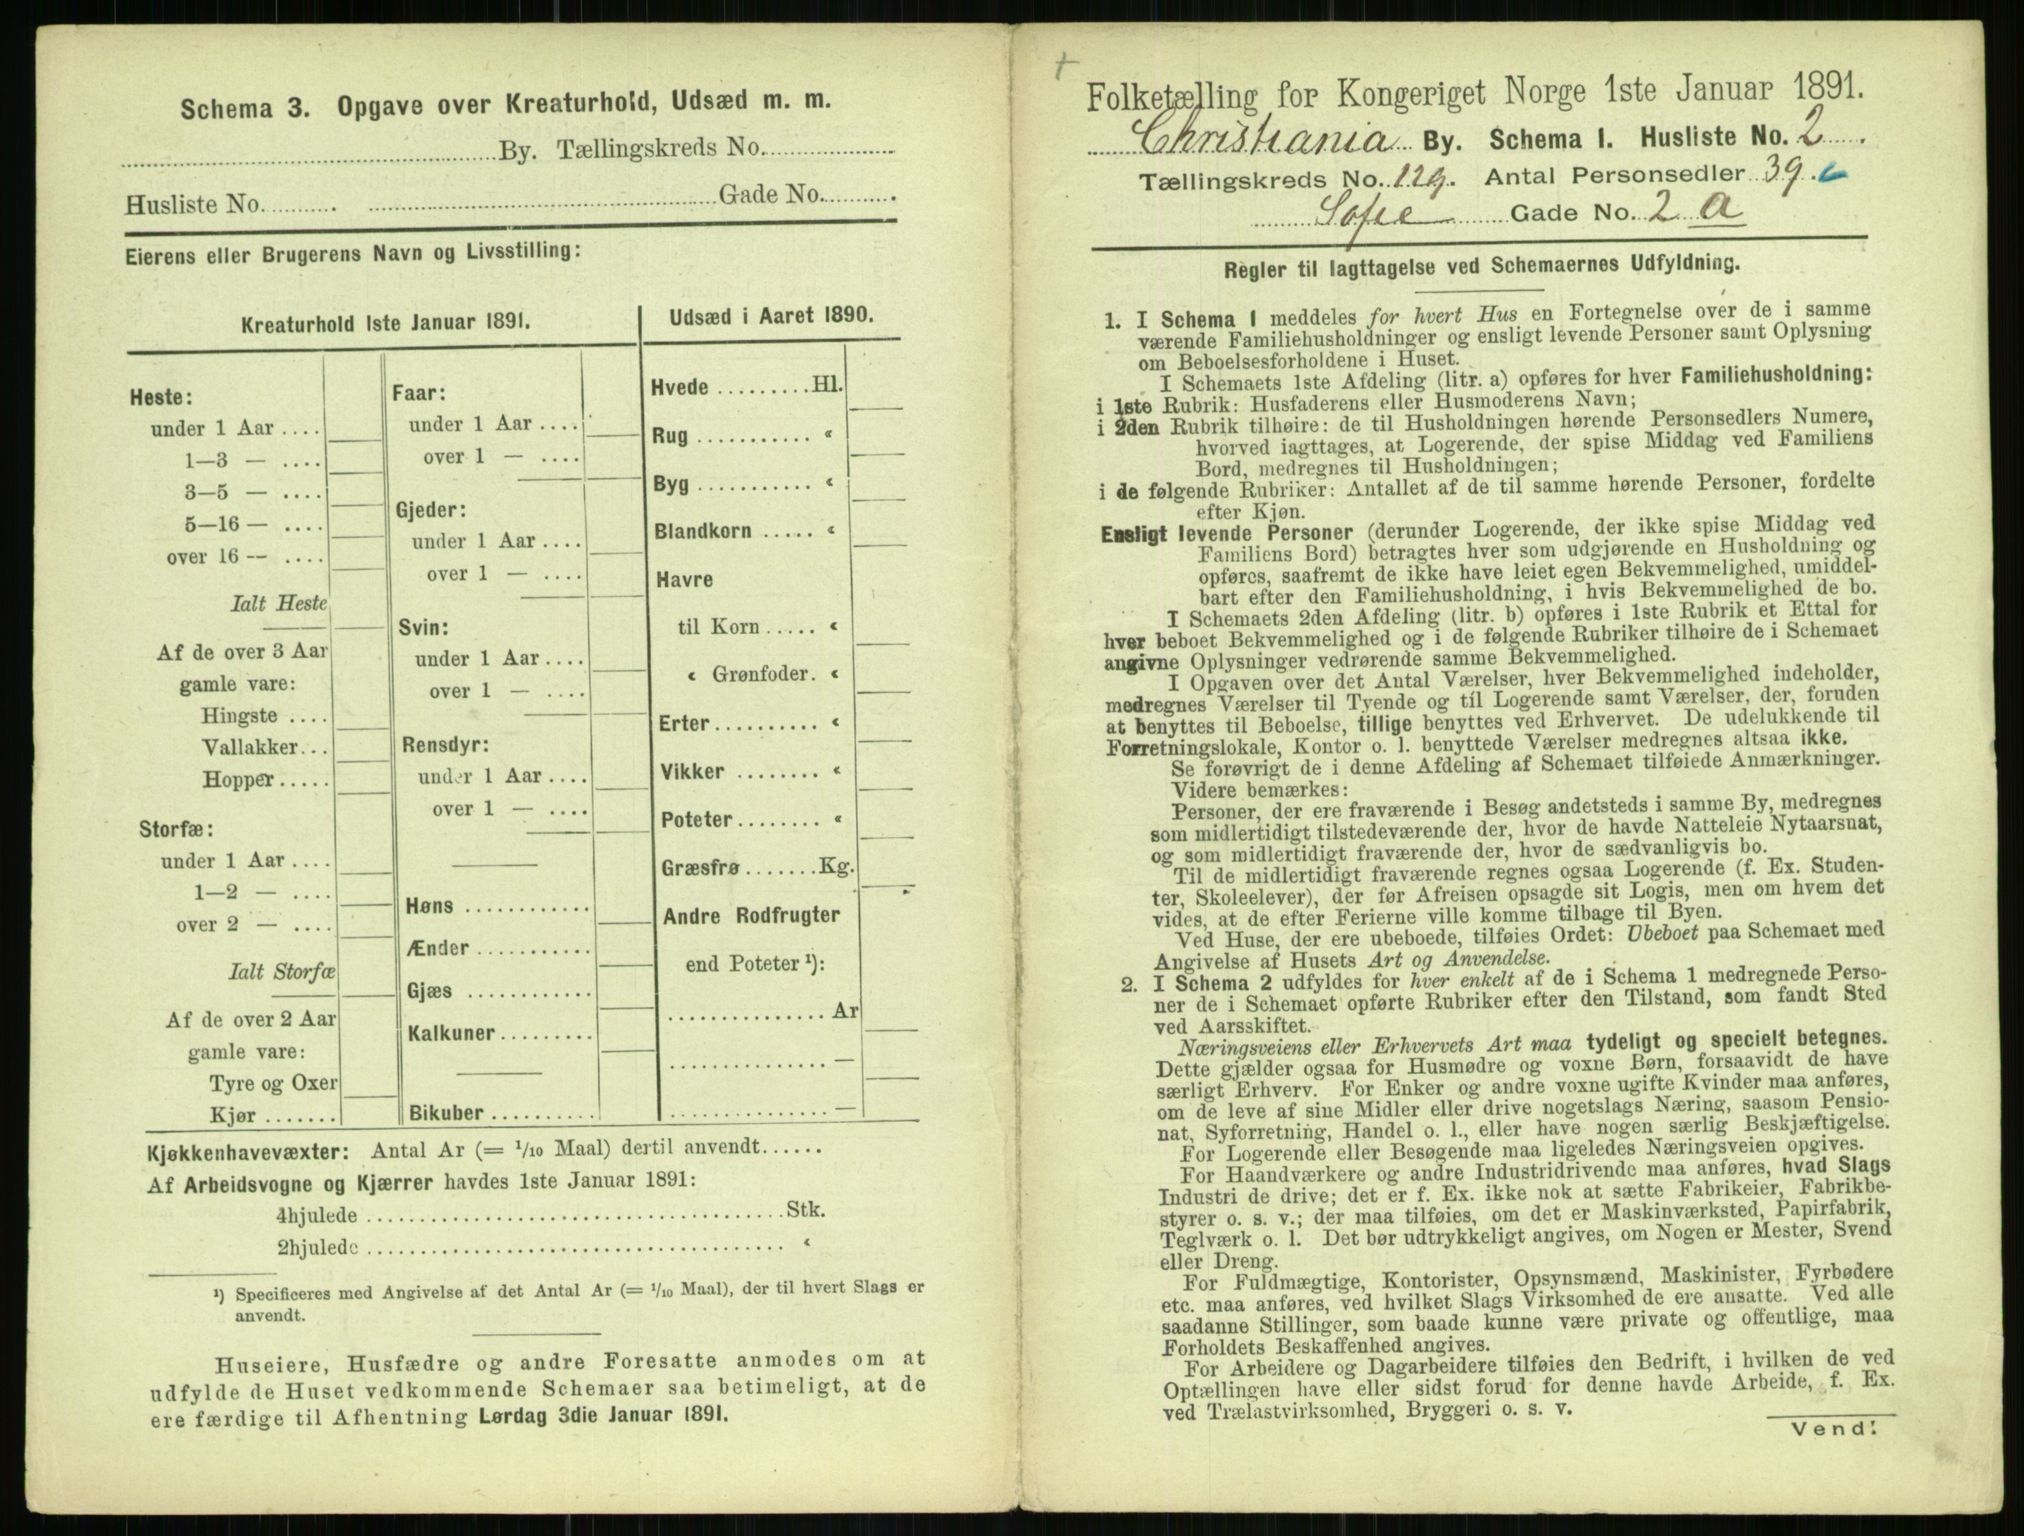 Schema 3. Opgave over Kreaturhold, Udsæd m. m.
By. Tællingskreds No.
Husliste No. Gade No.
Eierens eller Brugerens Navn og Livsstilling:
Kreaturhold 1ste Januar 1891.
Heste:
under 1 Aar ....
1—3 — ....
3—5 — ....
5—16 — ....
over 16 — ....
Ialt Heste
Af de over 3 Aar
gamle vare:
Hingste ....
Vallakker...
Hopper.....
Storfæ:
under 1 Aar ....
1—2 — ....
over 2 — ....
Ialt Storfæ
Af de over 2 Aar
gamle vare:
Tyre og Oxer
Kjør .......
Faar:
under 1 Aar ....
over 1 — ....
Gjeder:
under 1 Aar ....
over 1 — ....
Svin:
under 1 Aar ....
over 1 — ....
Rensdyr:
under 1 Aar ....
over 1 — ....
Høns ............
Ænder ...........
Gjæs ............
Kalkuner.........
Bikuber ..........
Udsæd i Aaret 1890.
Hvede .........Hl.
Rug ........... «
Byg ........... «
Blandkorn ..... «
Havre
til Korn ..... «
« Grønfoder. «
Erter ......... «
Vikker ........ «
Poteter ........ «
Græsfrø .......Kg.
Andre Rodfrugter
end Poteter ¹):
............... Ar
............... —
............... —
Kjøkkenhavevæxter: Antal Ar (= 1/10 Maal) dertil anvendt......
Af Arbeidsvogne og Kjærrer havdes 1ste Januar 1891:
4hjulede ......................................Stk.
2hjulede ...................................... «
¹) Specificeres med Angivelse af det Antal Ar (= 1/10 Maal), der til hvert Slags er
anvendt.
Huseiere, Husfædre og andre Foresatte anmodes om at
udfylde de Huset vedkommende Schemaer saa betimeligt, at de
ere færdige til Afhentning Lørdag 3die Januar 1891.
+
Folketælling for Kongeriget Norge 1ste Januar 1891.
Christiania By. Schema 1. Husliste No. 2
Tællingskreds No. 129. Antal Personsedler 39.
Sofie Gade No. 2 a
Regler til Iagttagelse ved Schemaernes Udfyldning.
1. I Schema 1 meddeles for hvert Hus en Fortegnelse over de i samme
værende Familiehusholdninger og ensligt levende Personer samt Oplysning
om Beboelsesforholdene i Huset.
I Schemaets 1ste Afdeling (litr. a) opføres for hver Familiehusholdning:
i 1ste Rubrik: Husfaderens eller Husmoderens Navn;
i 2den Rubrik tilhøire: de til Husholdningen hørende Personsedlers Numere,
hvorved iagttages, at Logerende, der spise Middag ved Familiens
Bord, medregnes til Husholdningen;
i de følgende Rubriker: Antallet af de til samme hørende Personer, fordelte
efter Kjøn.
Ensligt levende Personer (derunder Logerende, der ikke spise Middag ved
Familiens Bord) betragtes hver som udgjørende en Husholdning og
opføres, saafremt de ikke have leiet egen Bekvemmelighed, umiddel-
bart efter den Familiehusholdning, i hvis Bekvemmelighed de bo.
I Schemaets 2den Afdeling (litr. b) opføres i 1ste Rubrik et Ettal for
hver beboet Bekvemmelighed og i de følgende Rubriker tilhøire de i Schemaet
angivne Oplysninger vedrørende samme Bekvemmelighed.
I Opgaven over det Antal Værelser, hver Bekvemmelighed indeholder,
medregnes Værelser til Tyende og til Logerende samt Værelser, der, foruden
at benyttes til Beboelse, tillige benyttes ved Erhvervet. De udelukkende til
Forretningslokale, Kontor o. l. benyttede Værelser medregnes altsaa ikke.
Se forøvrigt de i denne Afdeling af Schemaet tilføiede Anmærkninger.
Videre bemærkes:
Personer, der ere fraværende i Besøg andetsteds i samme By, medregnes
som midlertidigt tilstedeværende der, hvor de havde Natteleie Nytaarsnat,
og som midlertidigt fraværende der, hvor de sædvanligvis bo.
Til de midlertidigt fraværende regnes ogsaa Logerende (f. Ex. Studen-
ter, Skoleelever), der før Afreisen opsagde sit Logis, men om hvem det
vides, at de efter Ferierne ville komme tilbage til Byen.
Ved Huse, der ere ubeboede, tilføies Ordet: Ubeboet paa Schemaet med
Angivelse af Husets Art og Anvendelse.
2. I Schema 2 udfyldes for hver enkelt af de i Schema 1 medregnede Perso-
ner de i Schemaet opførte Rubriker efter den Tilstand, som fandt Sted
ved Aarsskiftet.
Næringsveiens eller Erhvervets Art maa tydeligt og specielt betegnes.
Dette gjælder ogsaa for Husmødre og voxne Børn, forsaavidt de have
særligt Erhverv. For Enker og andre voxne ugifte Kvinder maa anføres,
om de leve af sine Midler eller drive nogetslags Næring, saasom Pensio-
nat, Syforretning, Handel o. l., eller have nogen særlig Beskjæftigelse.
For Logerende eller Besøgende maa ligeledes Næringsveien opgives.
For Haandværkere og andre Industridrivende maa anføres, hvad Slags
Industri de drive; det er f. Ex. ikke nok at sætte Fabrikeier, Fabrikbe-
styrer o. s. v.; der maa tilføies, om det er Maskinværksted, Papirfabrik,
Teglværk o. l. Det bør udtrykkeligt angives, om Nogen er Mester, Svend
eller Dreng.
For Fuldmægtige, Kontorister, Opsynsmænd, Maskinister, Fyrbødere
etc. maa anføres, ved hvilket Slags Virksomhed de ere ansatte. Ved alle
saadanne Stillinger, som baade kunne være private og offentlige, maa
Forholdets Beskaffenhed angives.
For Arbeidere og Dagarbeidere tilføies den Bedrift, i hvilken de ved
Optællingen have eller sidst forud for denne havde Arbeide, f. Ex.
ved Trælastvirksomhed, Bryggeri o. s. v.
Vend!